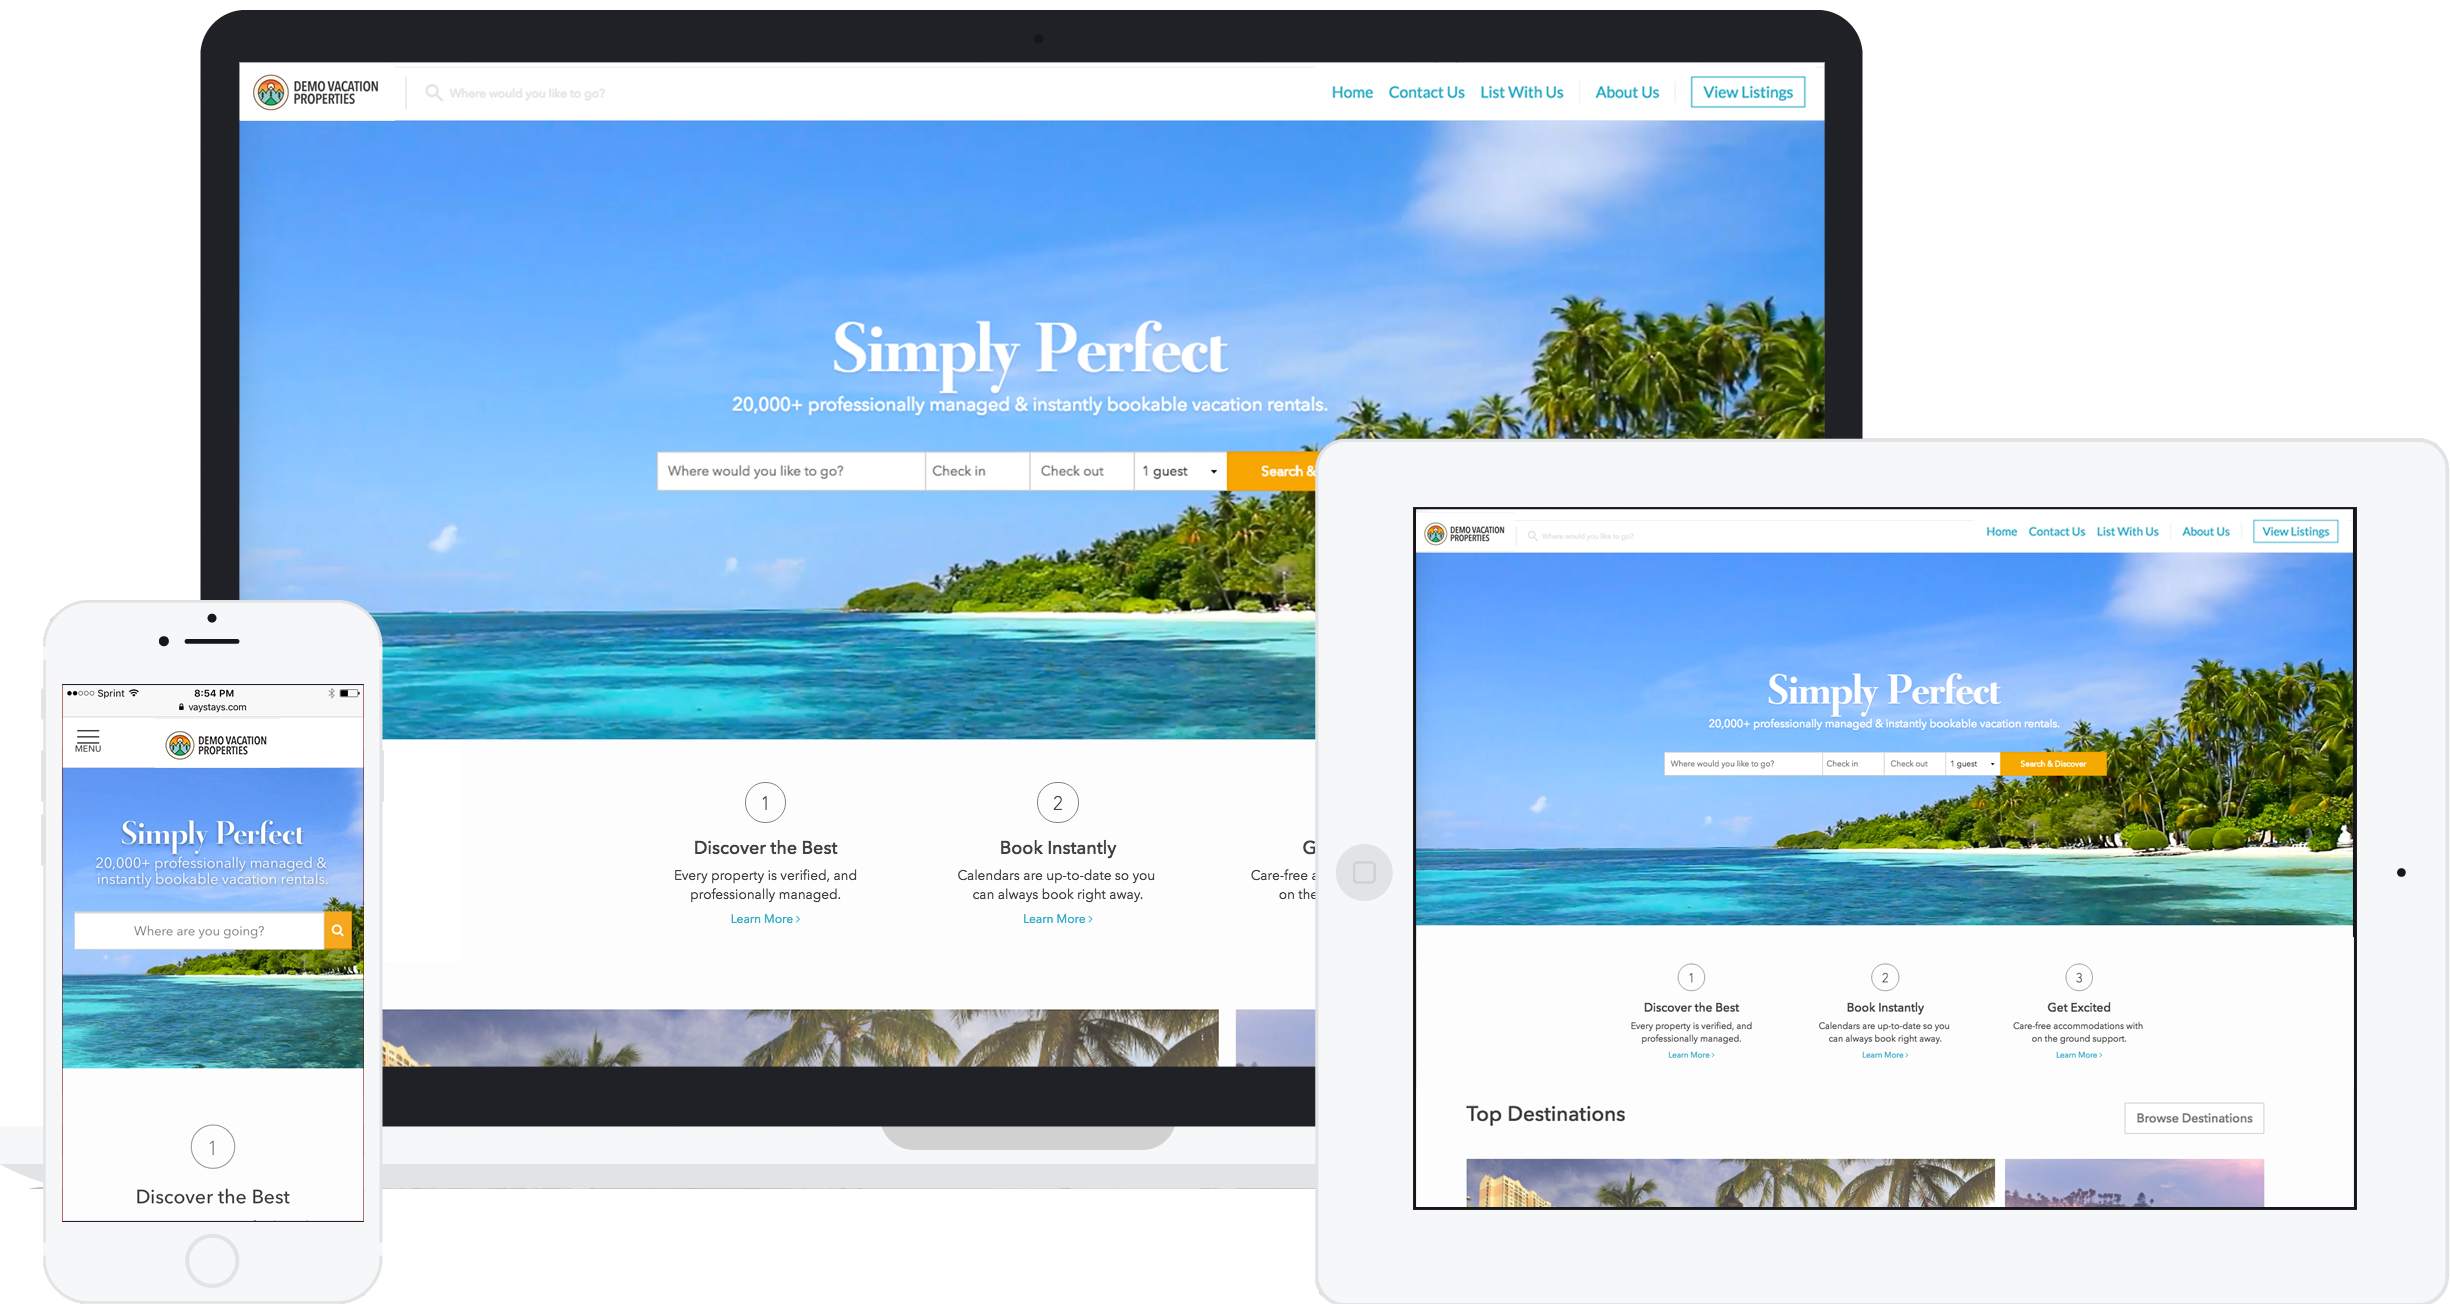 DEMO VACATION
PROPERTIES
Where would you like to go?
Home
Contact Us
List With Us
About Us
View Listings
Simply Perfect
20,000+ professionally managed & instantly bookable vacation rentals.
Where would you like to go?
Check in
Check out
1 guest
Search &
1
Discover the Best
Every property is verified, and
professionally managed.
Learn More >
2
Book Instantly
Calendars are up-to-date so you
can always book right away.
Learn More >
G
Care-free a
on the
Sprint
8:54 PM
vaystays.com
MENU
DEMO VACATION
PROPERTIES
Simply Perfect
20,000+ professionally managed &
instantly bookable vacation rentals.
Where are you going?
1
Discover the Best
DEMO VACATION
PROPERTIES
Where would you like to go?
Home
Contact Us
List With Us
About Us
View Listings
Simply Perfect
20,000+ professionally managed & instantly bookable vacation rentals.
Where would you like to go?
Check in
Check out
1 guest
Search & Discover
1
Discover the Best
Every property is verified, and
professionally managed.
Learn More >
2
Book Instantly
Calendars are up-to-date so you
can always book right away.
Learn More >
3
Get Excited
Care-free accommodations with
on the ground support.
Learn More >
Top Destinations
Browse Destinations